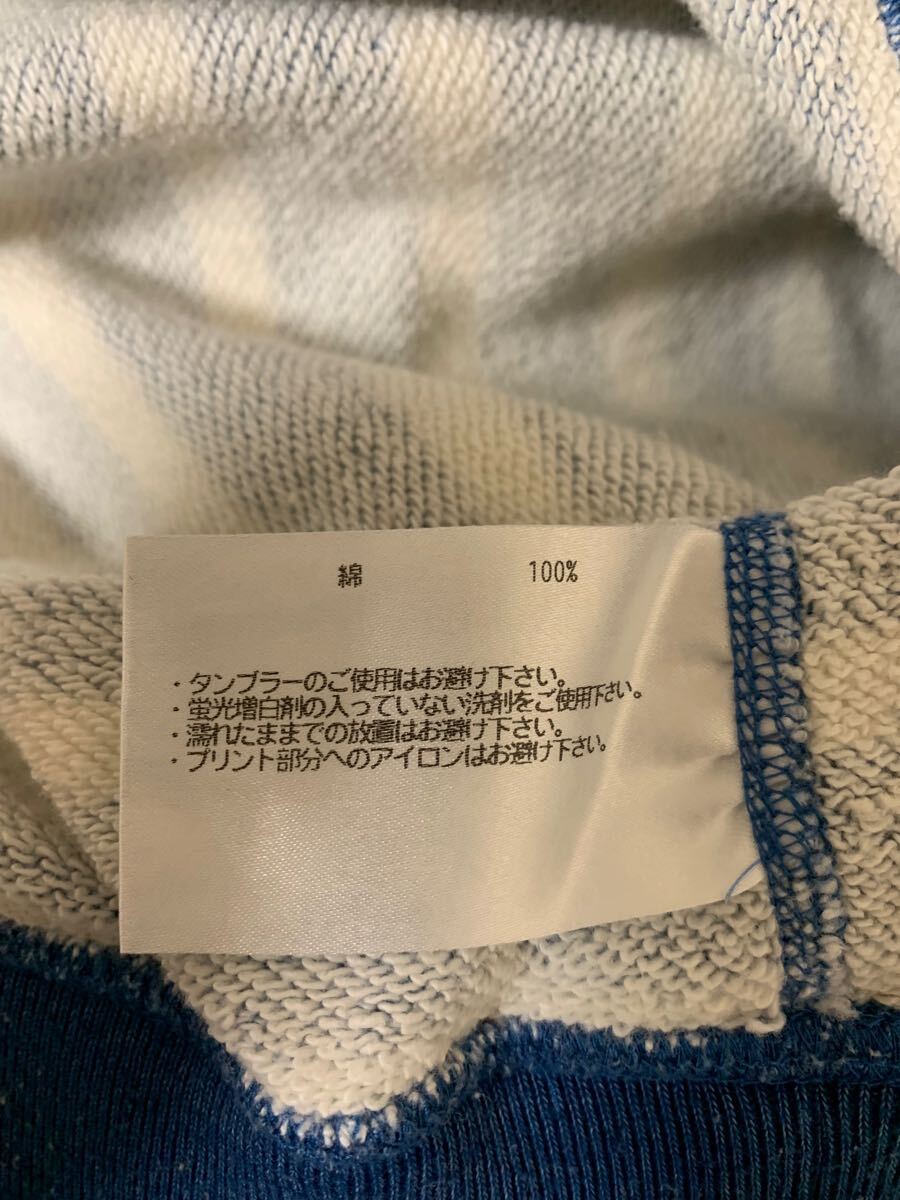 綿 100%
・タンブラーのご使用はお避け下さい。
・蛍光増白剤の入っていない洗剤をご使用下さい。
・濡れたままでの放置はお避け下さい。
・プリント部分へのアイロンはお避け下さい。